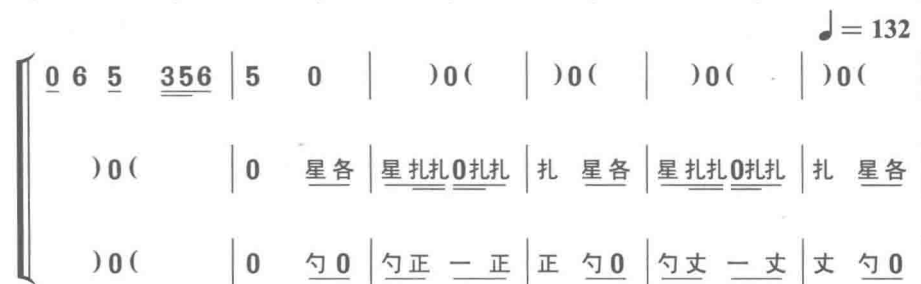 ♩= 132
0 6 5 356 | 5 0 | )0( | )0( | )0( | )0(
)0( | 0 星各 | 星扎扎0扎扎 | 扎 星各 | 星扎扎0扎扎 | 扎 星各
)0( | 0 勺0 | 勺正 一 正 | 正 勺0 | 勺丈 一 丈 | 丈 勺0